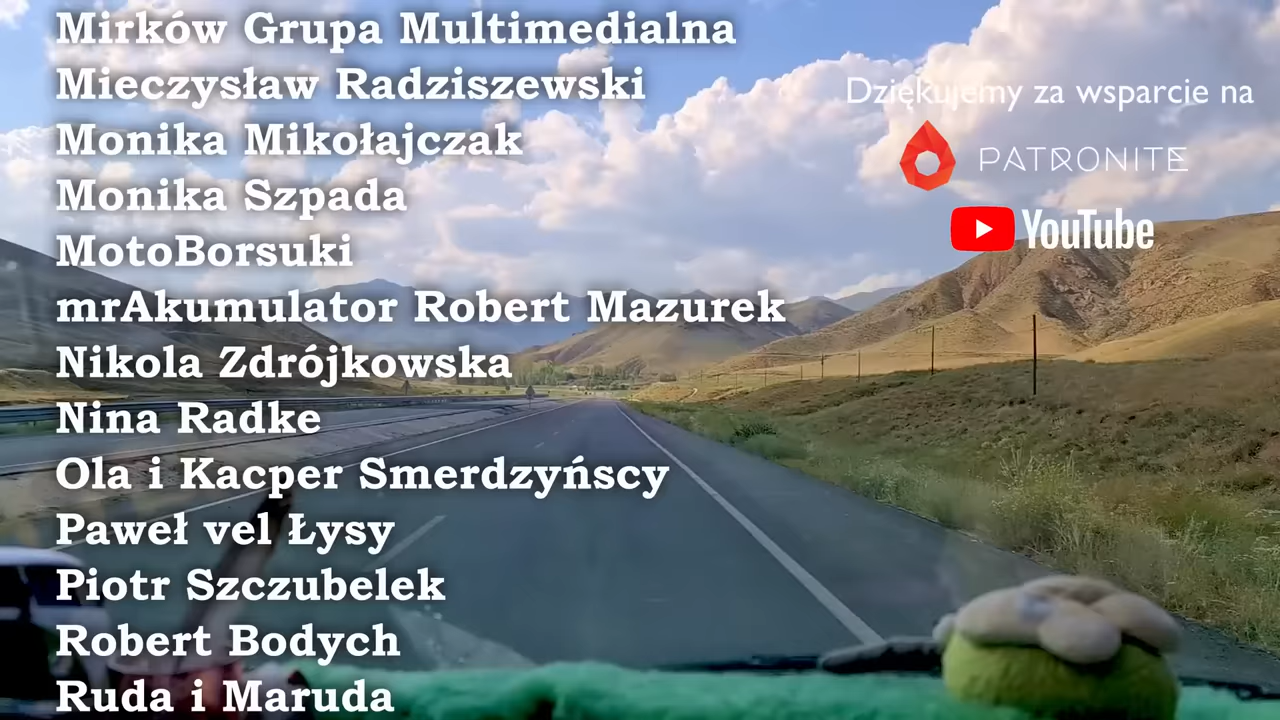 Mirków Grupa Multimedialna
Mieczysław Radziszewski
Monika Mikołajczak
Monika Szpada
MotoBorsuki
mrAkumulator Robert Mazurek
Nikola Zdrójkowska
Nina Radke
Ola i Kacper Smerdzyńscy
Paweł vel Łysy
Piotr Szczubelek
Robert Bodych
Ruda i Maruda
Dziękujemy za wsparcie na
PATRONITE
YouTube